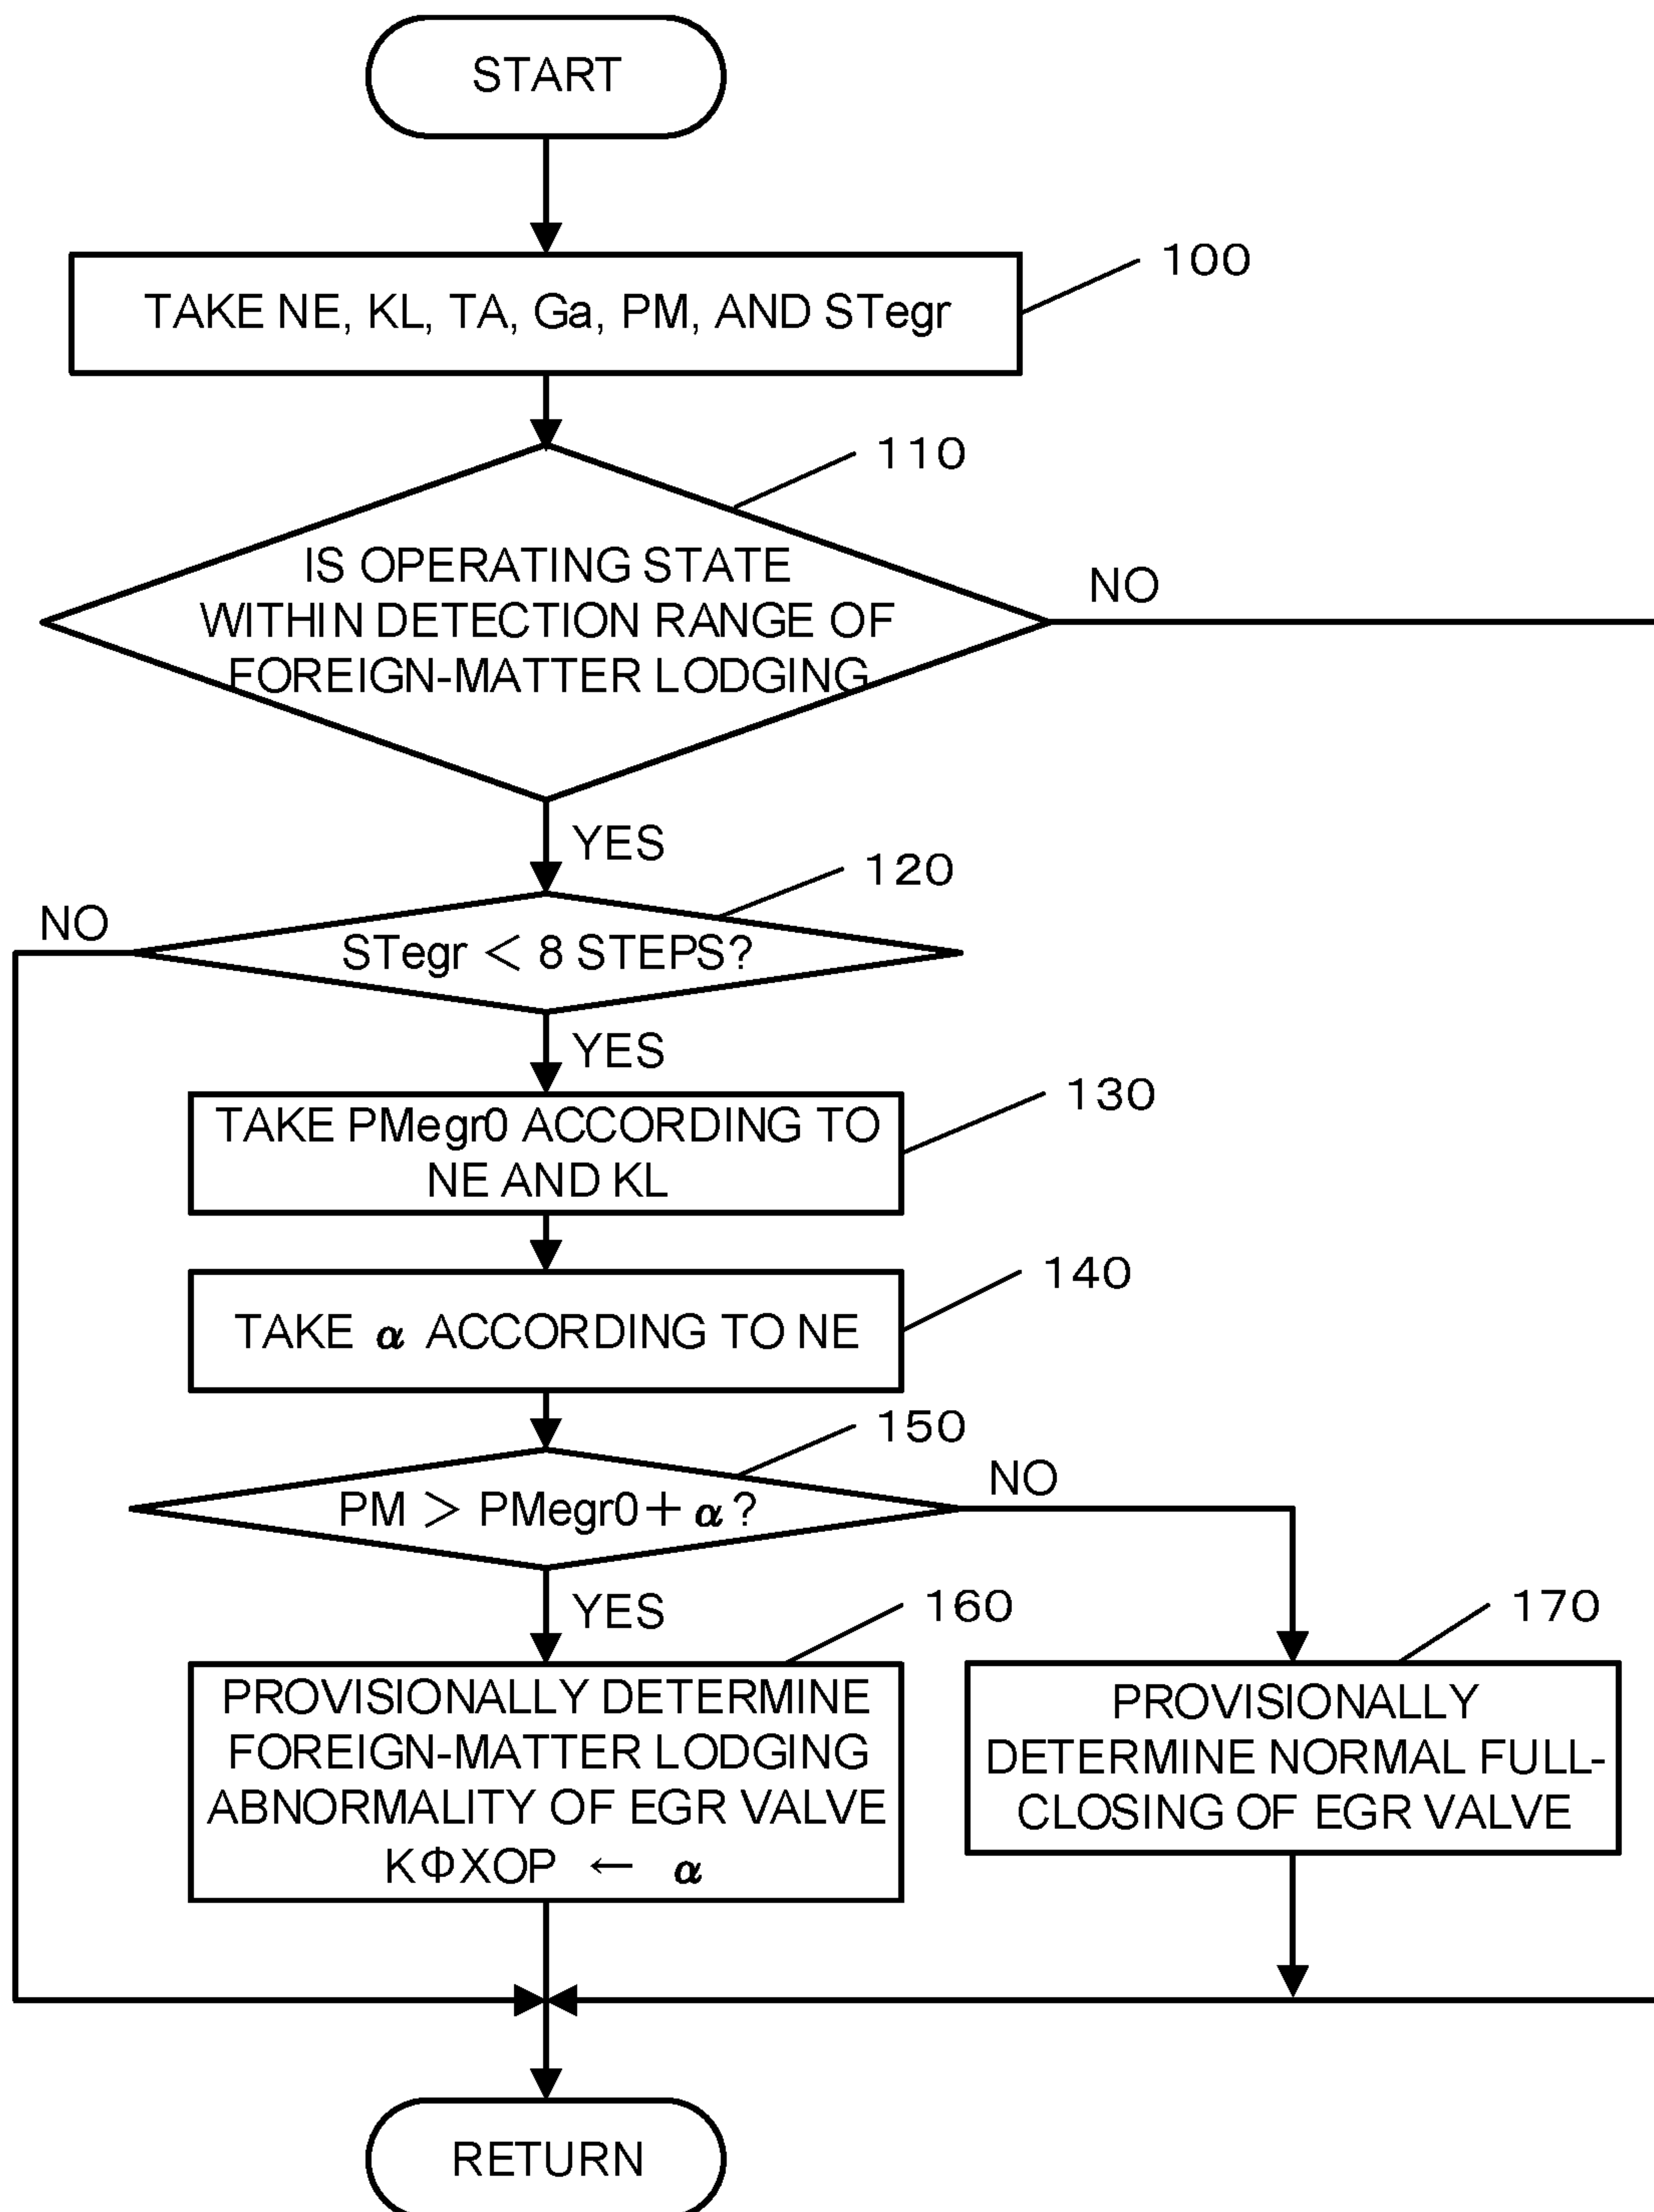 START
100
TAKE NE, KL, TA, Ga, PM, AND STegr
110
IS OPERATING STATE
WITHIN DETECTION RANGE OF
FOREIGN-MATTER LODGING
NO
YES
120
NO
STegr < 8 STEPS?
YES
130
TAKE PMegr0 ACCORDING TO
NE AND KL
140
TAKE α ACCORDING TO NE
150
NO
PM > PMegr0+α?
YES
160
170
PROVISIONALLY DETERMINE
FOREIGN-MATTER LODGING
ABNORMALITY OF EGR VALVE
KΦXOP ← α
PROVISIONALLY
DETERMINE NORMAL FULL-
CLOSING OF EGR VALVE
RETURN